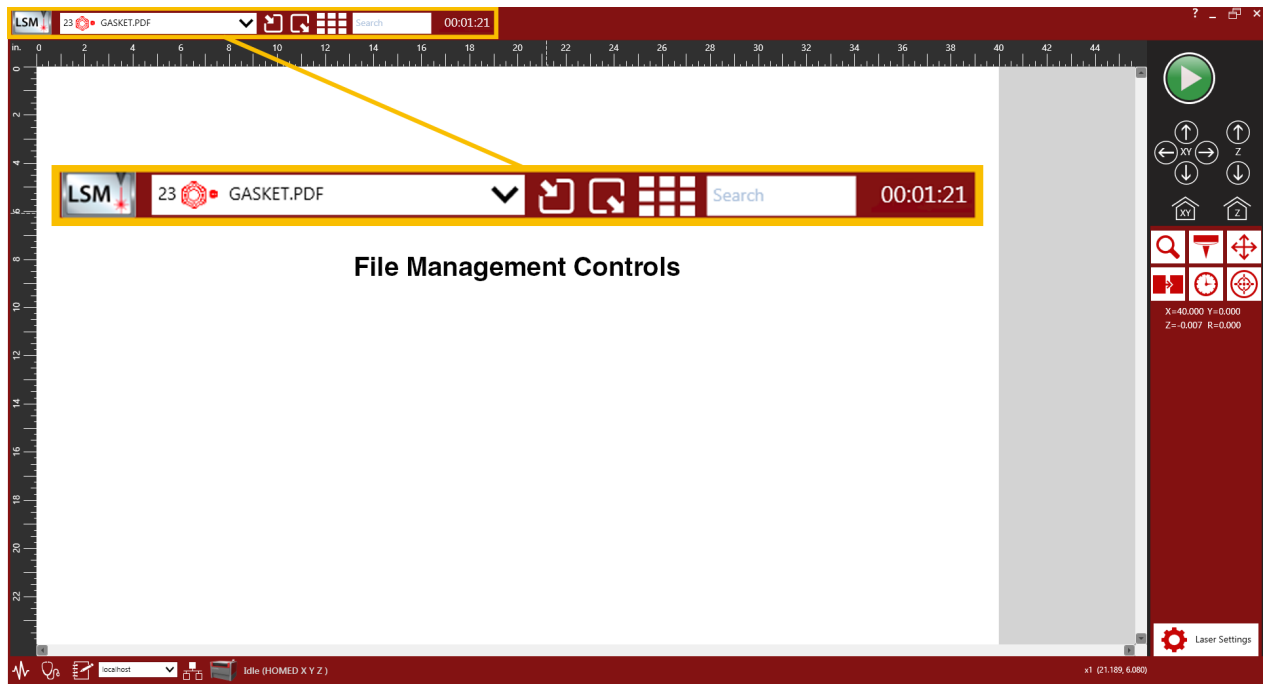 LSM 23 GASKET.PDF Search 00:01:21 ?
in. 0 2 4 6 8 10 12 14 16 18 20 22 24 26 28 30 32 34 36 38 40 42 44
0
2
4
6
8
10
12
14
16
18
20
22
LSM 23 GASKET.PDF Search 00:01:21
File Management Controls
XY Z
XY Z
X=40.000 Y=0.000
Z=-0.007 R=0.000
Laser Settings
localhost Idle (HOMED X Y Z ) x1 (21.189, 6.080)